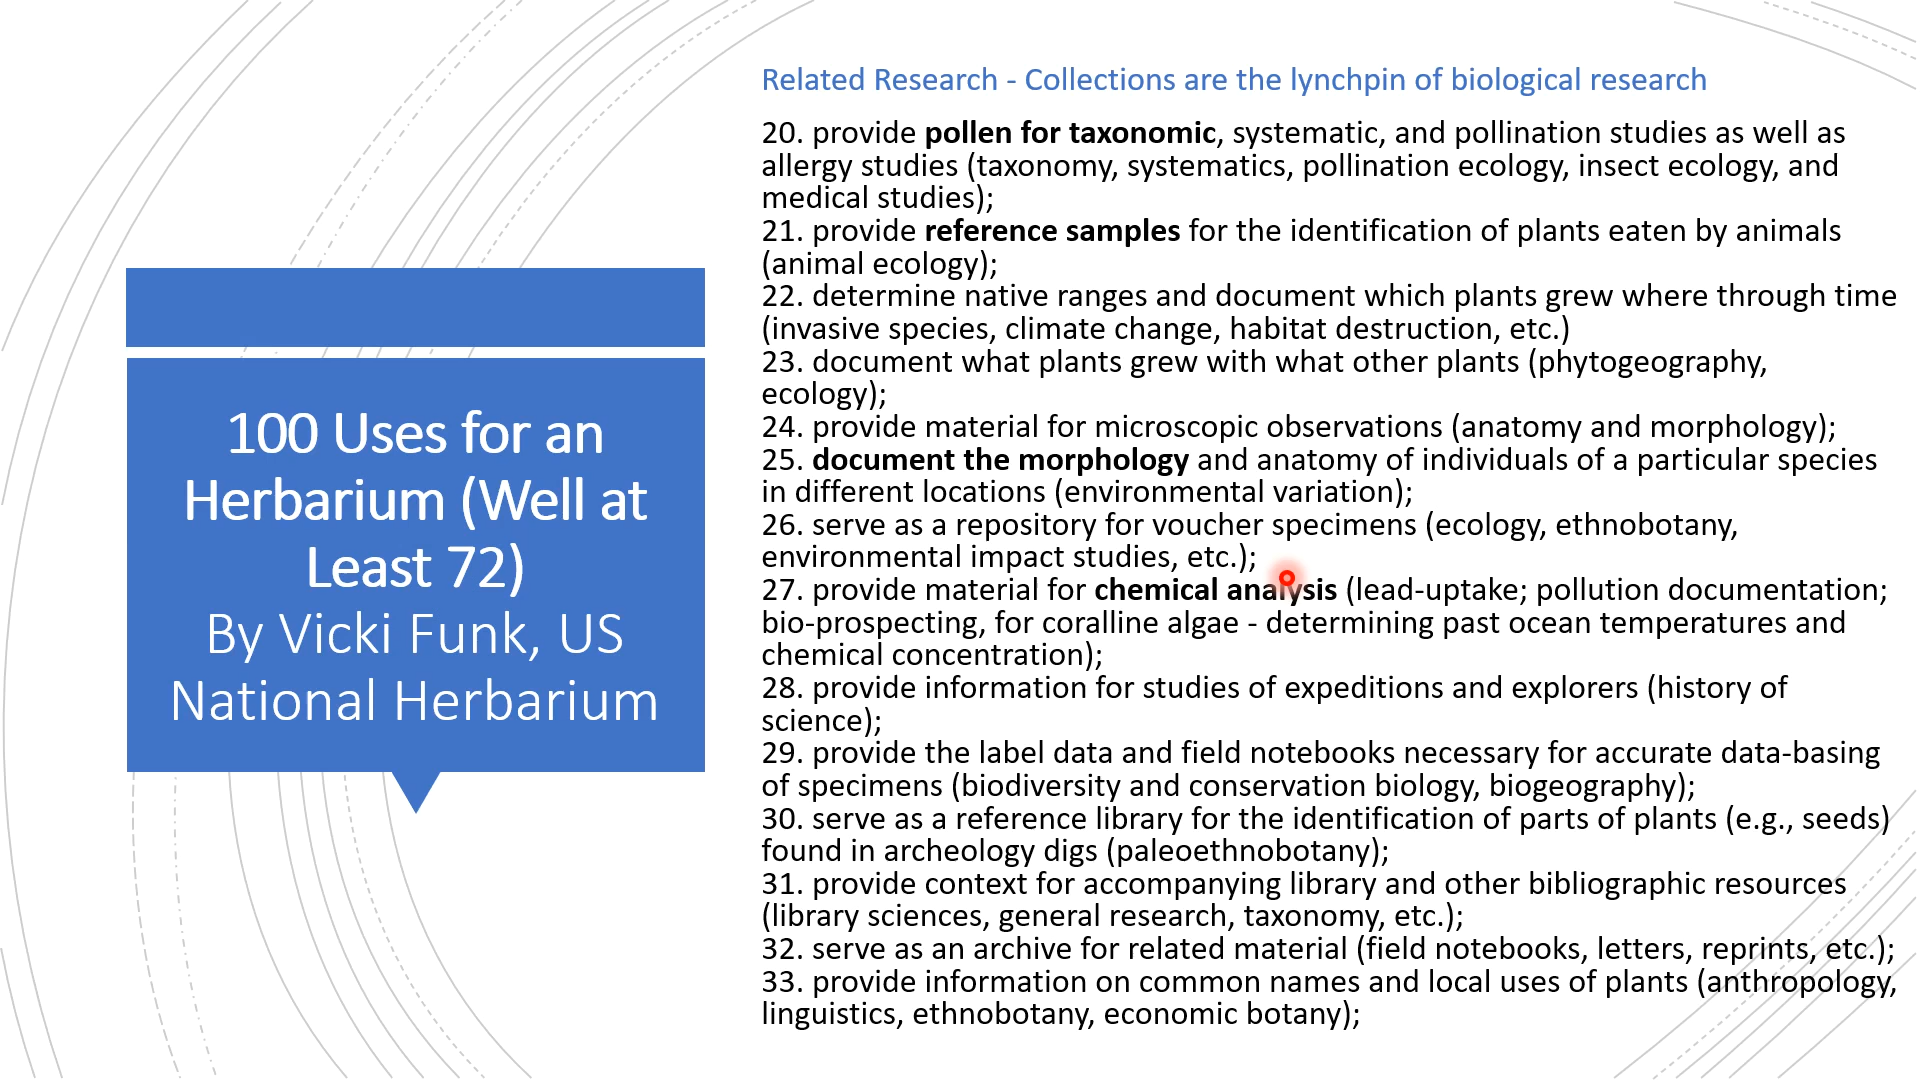 100 Uses for an
Herbarium (Well at
Least 72)
By Vicki Funk, US
National Herbarium
Related Research - Collections are the lynchpin of biological research
20. provide pollen for taxonomic, systematic, and pollination studies as well as
allergy studies (taxonomy, systematics, pollination ecology, insect ecology, and
medical studies);
21. provide reference samples for the identification of plants eaten by animals
(animal ecology);
22. determine native ranges and document which plants grew where through time
(invasive species, climate change, habitat destruction, etc.)
23. document what plants grew with what other plants (phytogeography,
ecology);
24. provide material for microscopic observations (anatomy and morphology);
25. document the morphology and anatomy of individuals of a particular species
in different locations (environmental variation);
26. serve as a repository for voucher specimens (ecology, ethnobotany,
environmental impact studies, etc.);
27. provide material for chemical analysis (lead-uptake; pollution documentation;
bio-prospecting, for coralline algae - determining past ocean temperatures and
chemical concentration);
28. provide information for studies of expeditions and explorers (history of
science);
29. provide the label data and field notebooks necessary for accurate data-basing
of specimens (biodiversity and conservation biology, biogeography);
30. serve as a reference library for the identification of parts of plants (e.g., seeds)
found in archeology digs (paleoethnobotany);
31. provide context for accompanying library and other bibliographic resources
(library sciences, general research, taxonomy, etc.);
32. serve as an archive for related material (field notebooks, letters, reprints, etc.);
33. provide information on common names and local uses of plants (anthropology,
linguistics, ethnobotany, economic botany);